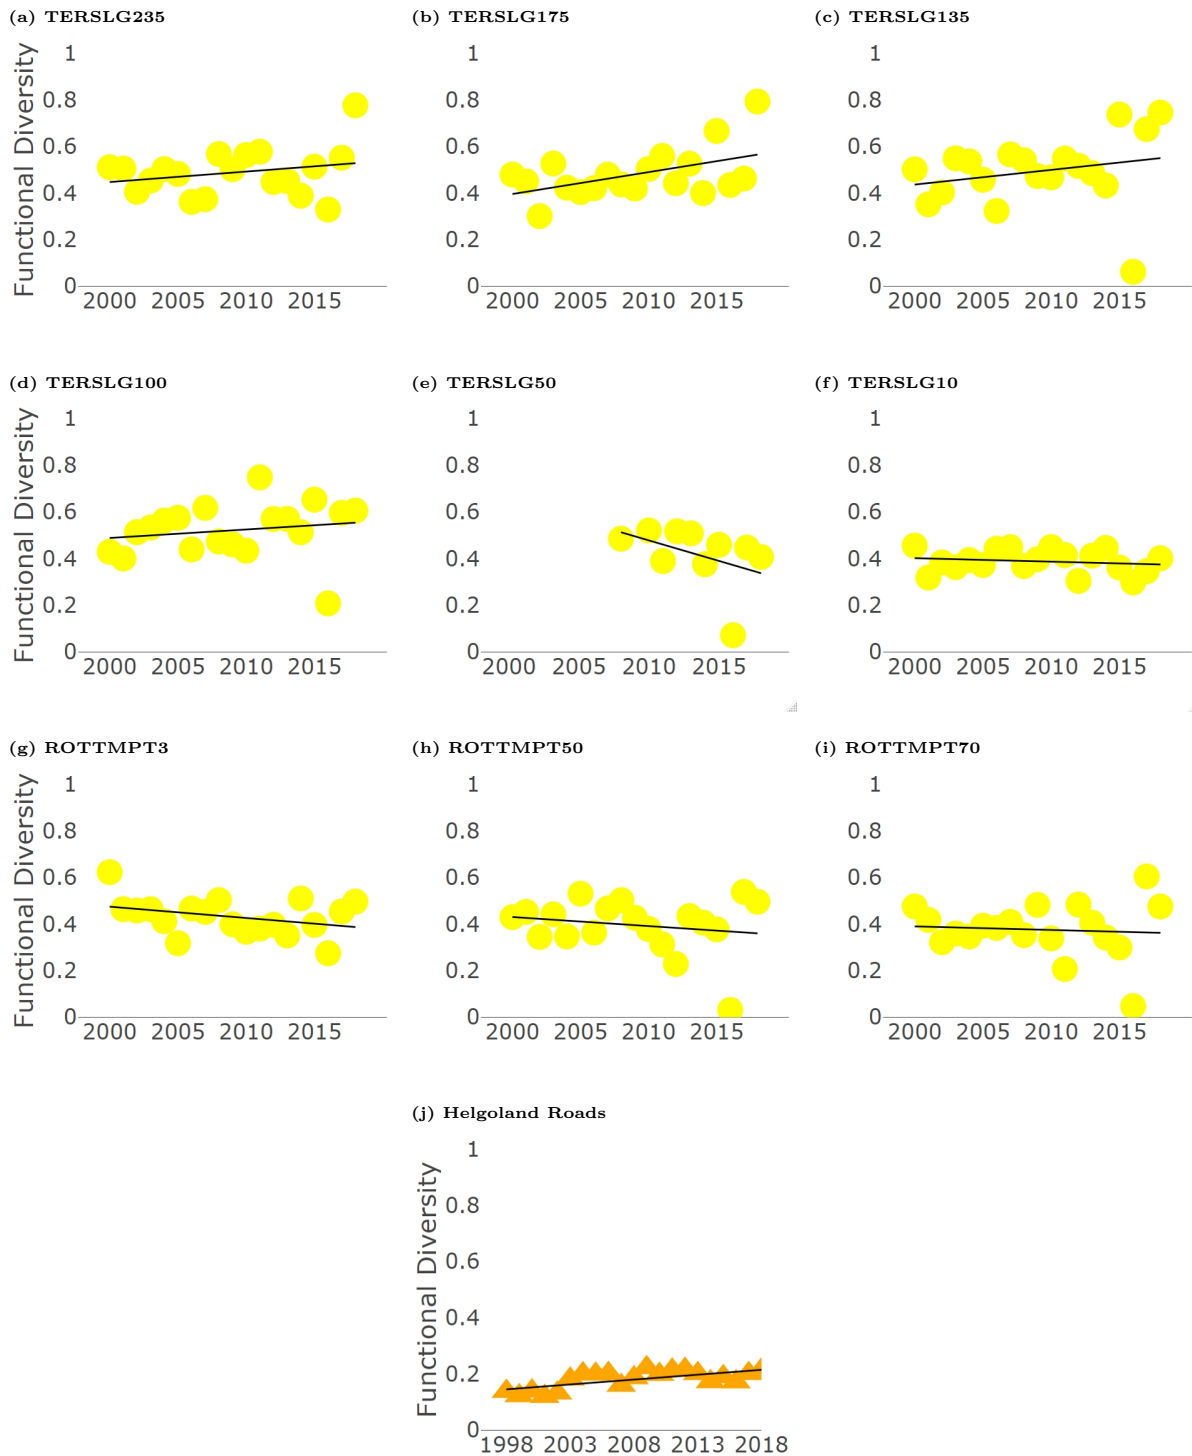 (a) TERSLG235
(b) TERSLG175
(c) TERSLG135
Functional Diversity
1
0.8
0.6
0.4
0.2
0
2000 2005 2010 2015
1
0.8
0.6
0.4
0.2
0
2000 2005 2010 2015
1
0.8
0.6
0.4
0.2
0
2000 2005 2010 2015
(d) TERSLG100
(e) TERSLG50
(f) TERSLG10
Functional Diversity
1
0.8
0.6
0.4
0.2
0
2000 2005 2010 2015
1
0.8
0.6
0.4
0.2
0
2000 2005 2010 2015
1
0.8
0.6
0.4
0.2
0
2000 2005 2010 2015
(g) ROTTMPT3
(h) ROTTMPT50
(i) ROTTMPT70
Functional Diversity
1
0.8
0.6
0.4
0.2
0
2000 2005 2010 2015
1
0.8
0.6
0.4
0.2
0
2000 2005 2010 2015
1
0.8
0.6
0.4
0.2
0
2000 2005 2010 2015
(j) Helgoland Roads
Functional Diversity
1
0.8
0.6
0.4
0.2
0
1998 2003 2008 2013 2018